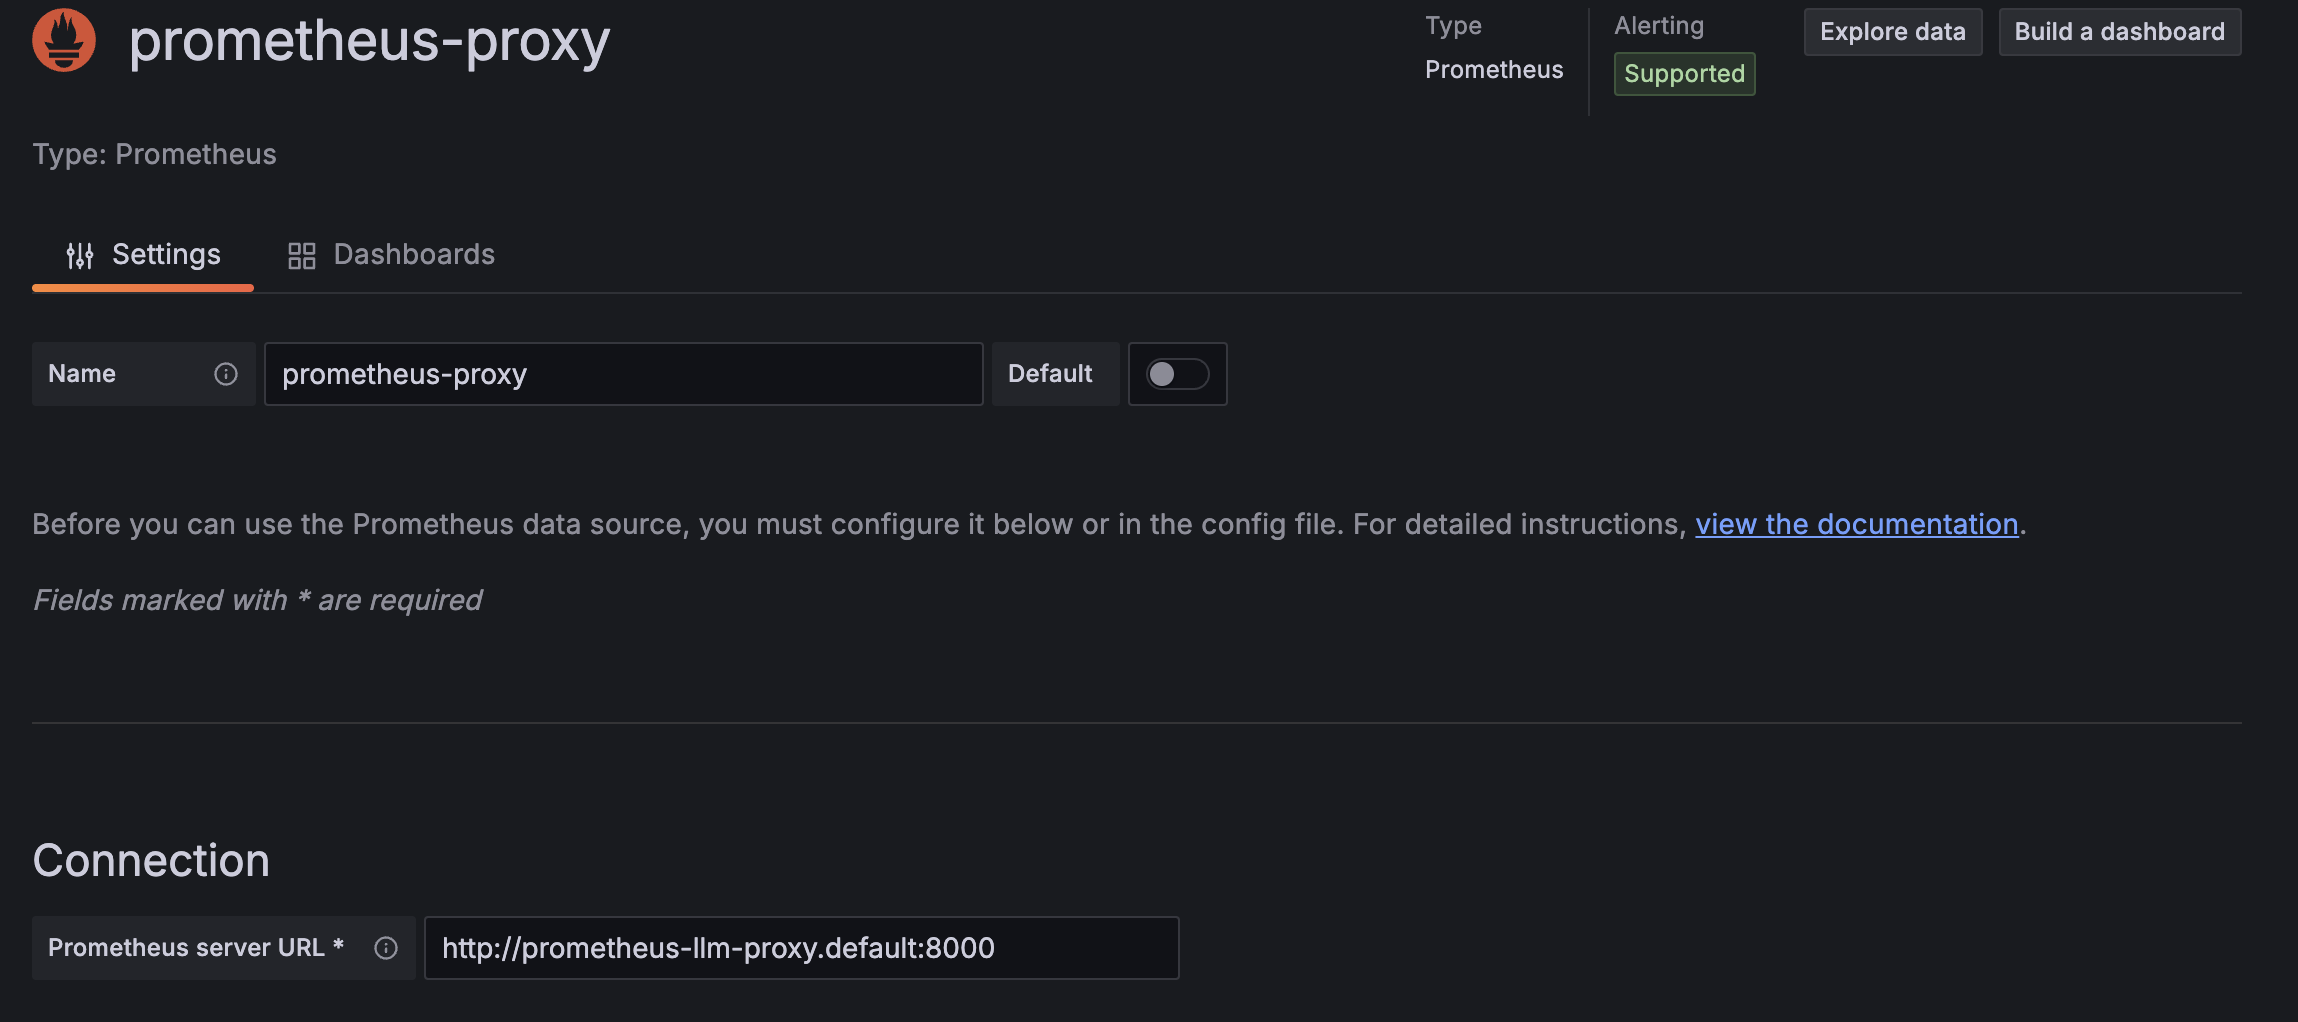 prometheus-proxy
Type
Prometheus
Alerting
Supported
Explore data
Build a dashboard
Type: Prometheus
Settings
Dashboards
Name
prometheus-proxy
Default
Before you can use the Prometheus data source, you must configure it below or in the config file. For detailed instructions, view the documentation.
Fields marked with * are required
Connection
Prometheus server URL *
http://prometheus-llm-proxy.default:8000